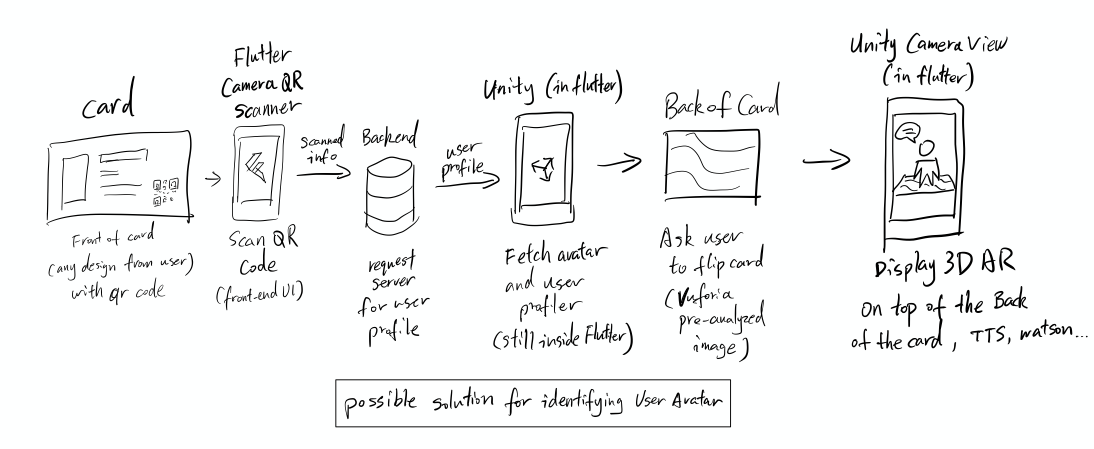 card
Front of card
(any design from user)
with qr code
Flutter
Camera QR
scanner
scan QR
Code
(front-end UI)
scanned
info
Backend
request
server
for user
profile
user
profile
Unity (in flutter)
Fetch avatar
and user
profiler
(still inside Flutter)
Back of Card
Ask user
to flip card
(Vuforia
pre-analyzed
image)
Unity Camera View
(in flutter)
Display 3D AR
on top of the Back
of the card, TTS, watson...
possible solution for identifying User Avatar